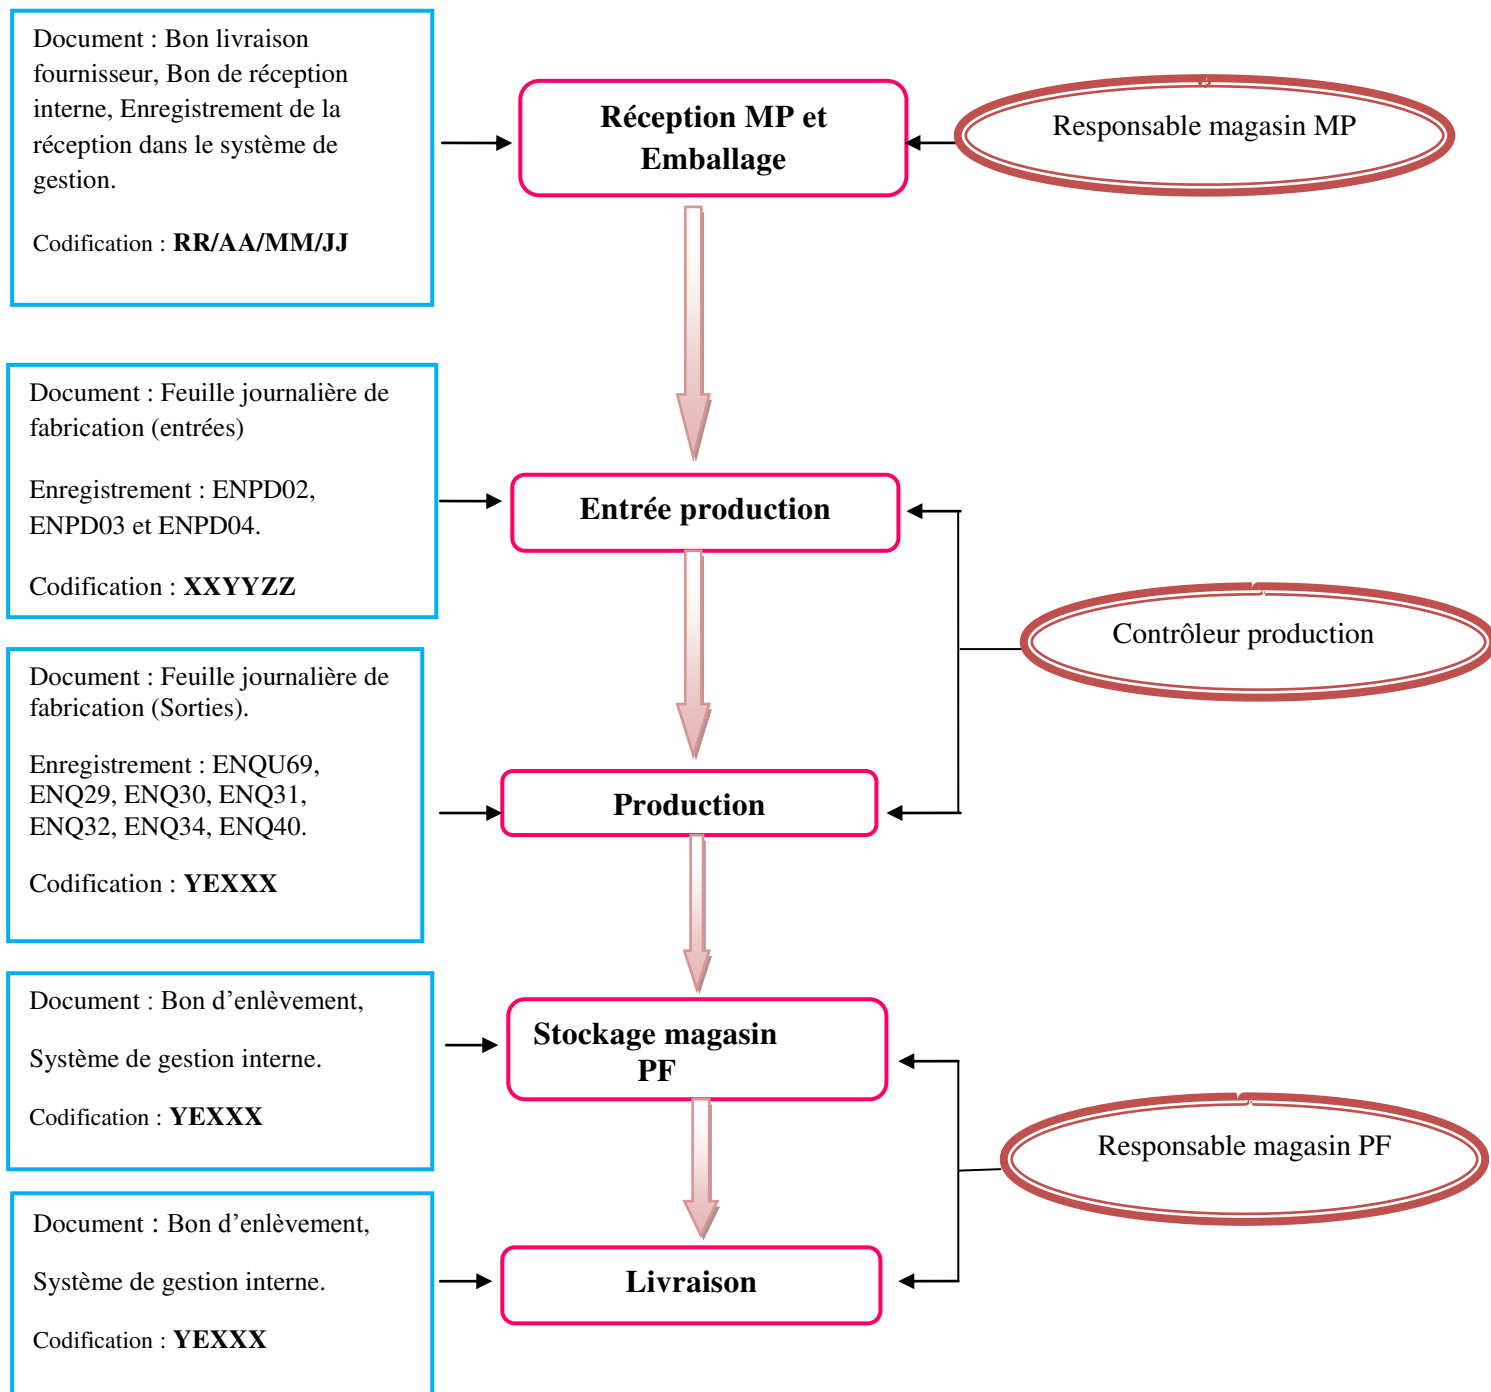 Document : Bon livraison
fournisseur, Bon de réception
interne, Enregistrement de la
réception dans le système de
gestion.
Codification : RR/AA/MM/JJ
Réception MP et
Emballage
Responsable magasin MP
Document : Feuille journalière de
fabrication (entrées)
Enregistrement : ENPD02,
ENPD03 et ENPD04.
Codification : XXYYZZ
Entrée production
Contrôleur production
Document : Feuille journalière de
fabrication (Sorties).
Enregistrement : ENQU69,
ENQ29, ENQ30, ENQ31,
ENQ32, ENQ34, ENQ40.
Codification : YEXXX
Production
Document : Bon d’enlèvement,
Système de gestion interne.
Codification : YEXXX
Stockage magasin
PF
Responsable magasin PF
Document : Bon d’enlèvement,
Système de gestion interne.
Codification : YEXXX
Livraison